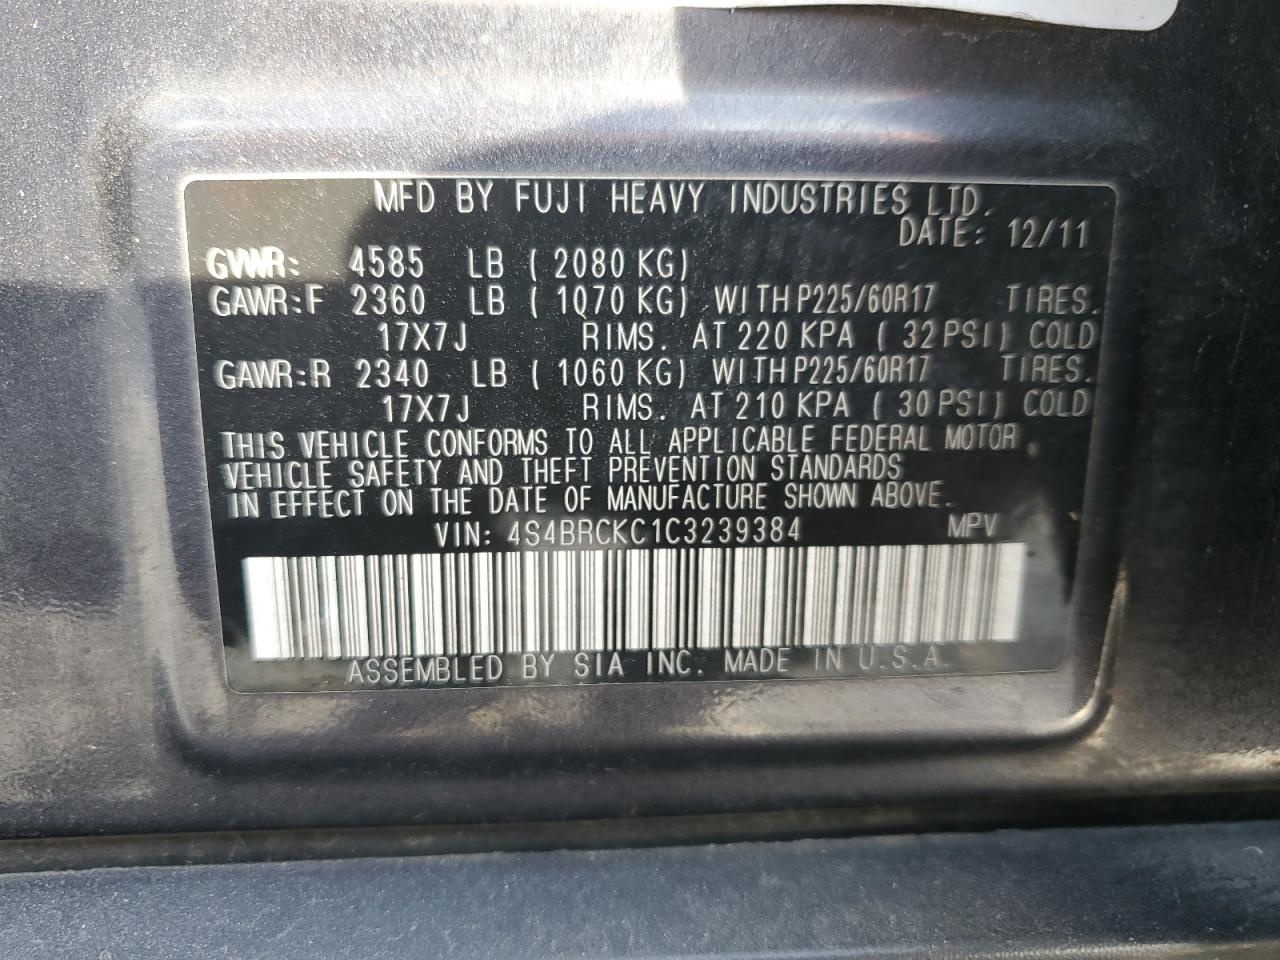 MFD BY FUJI HEAVY INDUSTRIES LTD.
DATE: 12/11
GVWR: 4585 LB ( 2080 KG)
GAWR:F 2360 LB ( 1070 KG) WITH P225/60R17 TIRES.
17X7J RIMS. AT 220 KPA ( 32 PSI) COLD
GAWR:R 2340 LB ( 1060 KG) WITH P225/60R17 TIRES.
17X7J RIMS. AT 210 KPA ( 30 PSI) COLD
THIS VEHICLE CONFORMS TO ALL APPLICABLE FEDERAL MOTOR
VEHICLE SAFETY AND THEFT PREVENTION STANDARDS
IN EFFECT ON THE DATE OF MANUFACTURE SHOWN ABOVE.
VIN: 4S4BRCKC1C3239384 MPV
ASSEMBLED BY SIA INC. MADE IN U.S.A.